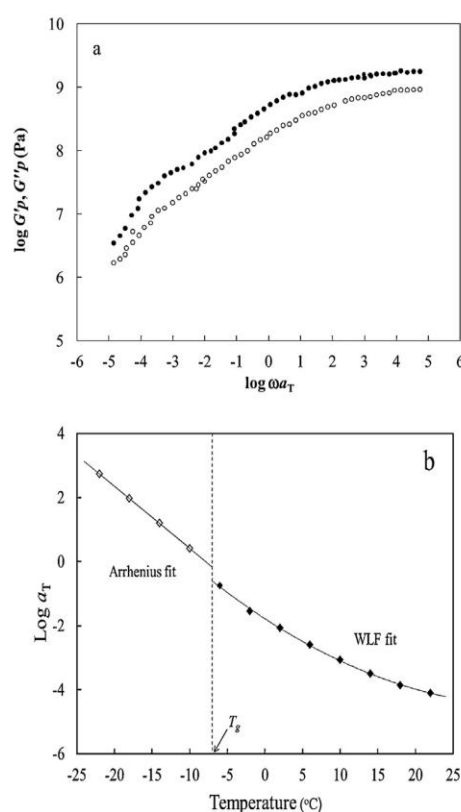 a
log G'p, G''p (Pa)
10
9
8
7
6
5
-6 -5 -4 -3 -2 -1 0 1 2 3 4 5 6
log ωaT
b
Log aT
4
2
0
-2
-4
-6
Arrhenius fit
WLF fit
Tg
-25 -20 -15 -10 -5 0 5 10 15 20 25
Temperature (°C)